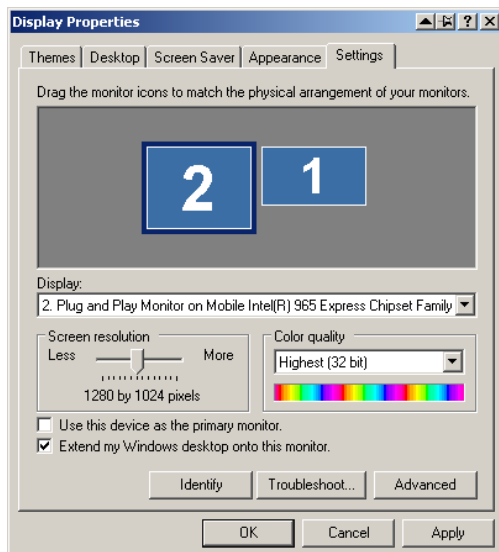 Display Properties
Themes Desktop Screen Saver Appearance Settings
Drag the monitor icons to match the physical arrangement of your monitors.
2 1
Display:
2. Plug and Play Monitor on Mobile Intel(R) 965 Express Chipset Family
Screen resolution
Less More
1280 by 1024 pixels
Color quality
Highest (32 bit)
Use this device as the primary monitor.
Extend my Windows desktop onto this monitor.
Identify Troubleshoot... Advanced
OK Cancel Apply